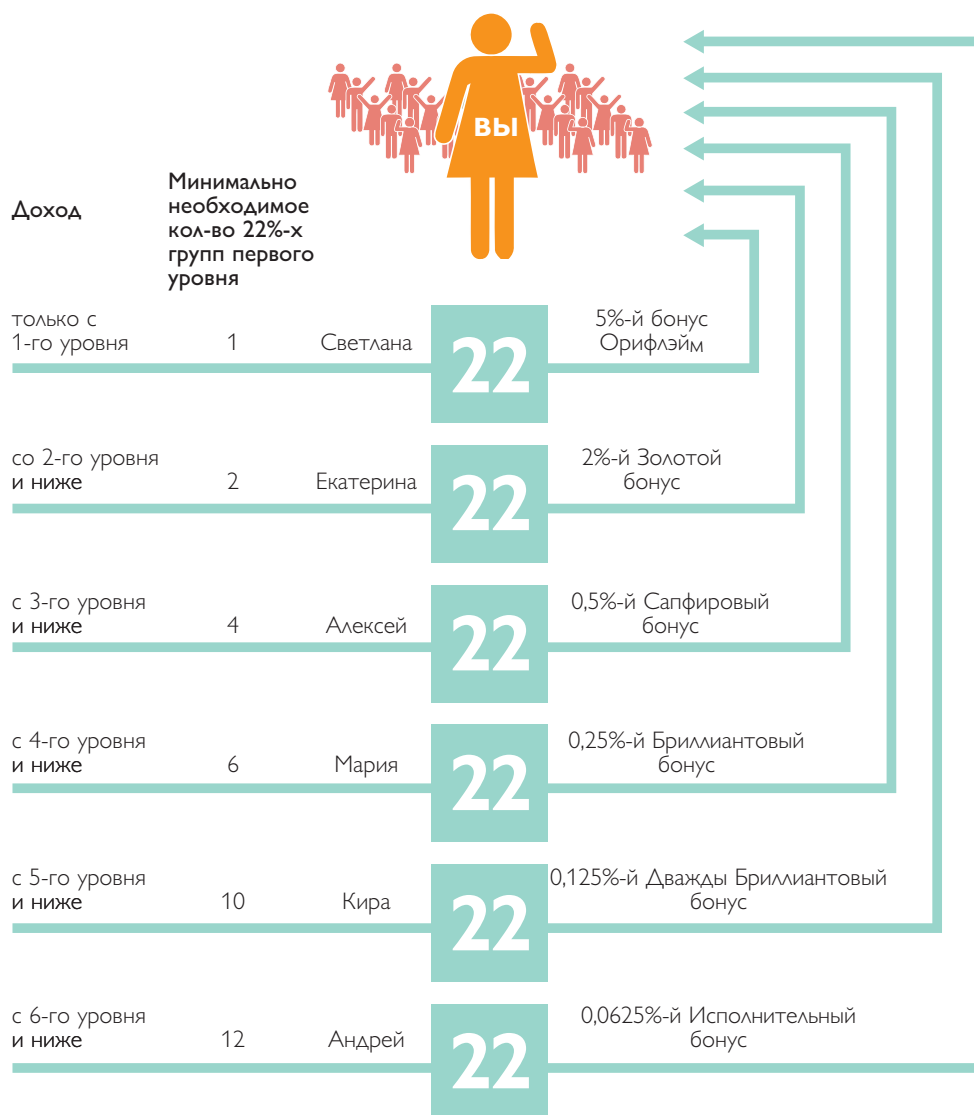 ВЫ
Доход
Минимально
необходимое
кол-во 22%-х
групп первого
уровня
только с
1-го уровня
1
Светлана
22
5%-й бонус
Орифлэйм
со 2-го уровня
и ниже
2
Екатерина
22
2%-й Золотой
бонус
с 3-го уровня
и ниже
4
Алексей
22
0,5%-й Сапфировый
бонус
с 4-го уровня
и ниже
6
Мария
22
0,25%-й Бриллиантовый
бонус
с 5-го уровня
и ниже
10
Кира
22
0,125%-й Дважды Бриллиантовый
бонус
с 6-го уровня
и ниже
12
Андрей
22
0,0625%-й Исполнительный
бонус